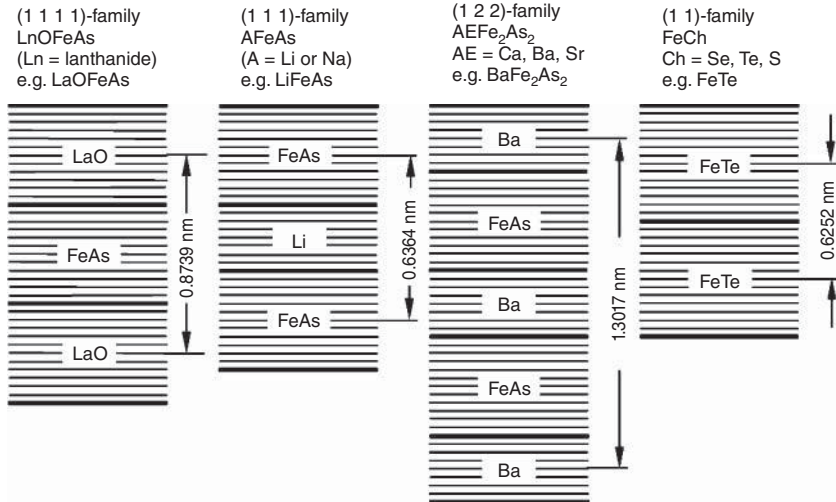 (1 1 1 1)-family
LnOFeAs
(Ln = lanthanide)
e.g. LaOFeAs
(1 1 1)-family
AFeAs
(A = Li or Na)
e.g. LiFeAs
(1 2 2)-family
AEFe₂As₂
AE = Ca, Ba, Sr
e.g. BaFe₂As₂
(1 1)-family
FeCh
Ch = Se, Te, S
e.g. FeTe
LaO
FeAs
LaO
0.8739 nm
FeAs
Li
FeAs
0.6364 nm
Ba
FeAs
Ba
FeAs
Ba
1.3017 nm
FeTe
FeTe
0.6252 nm